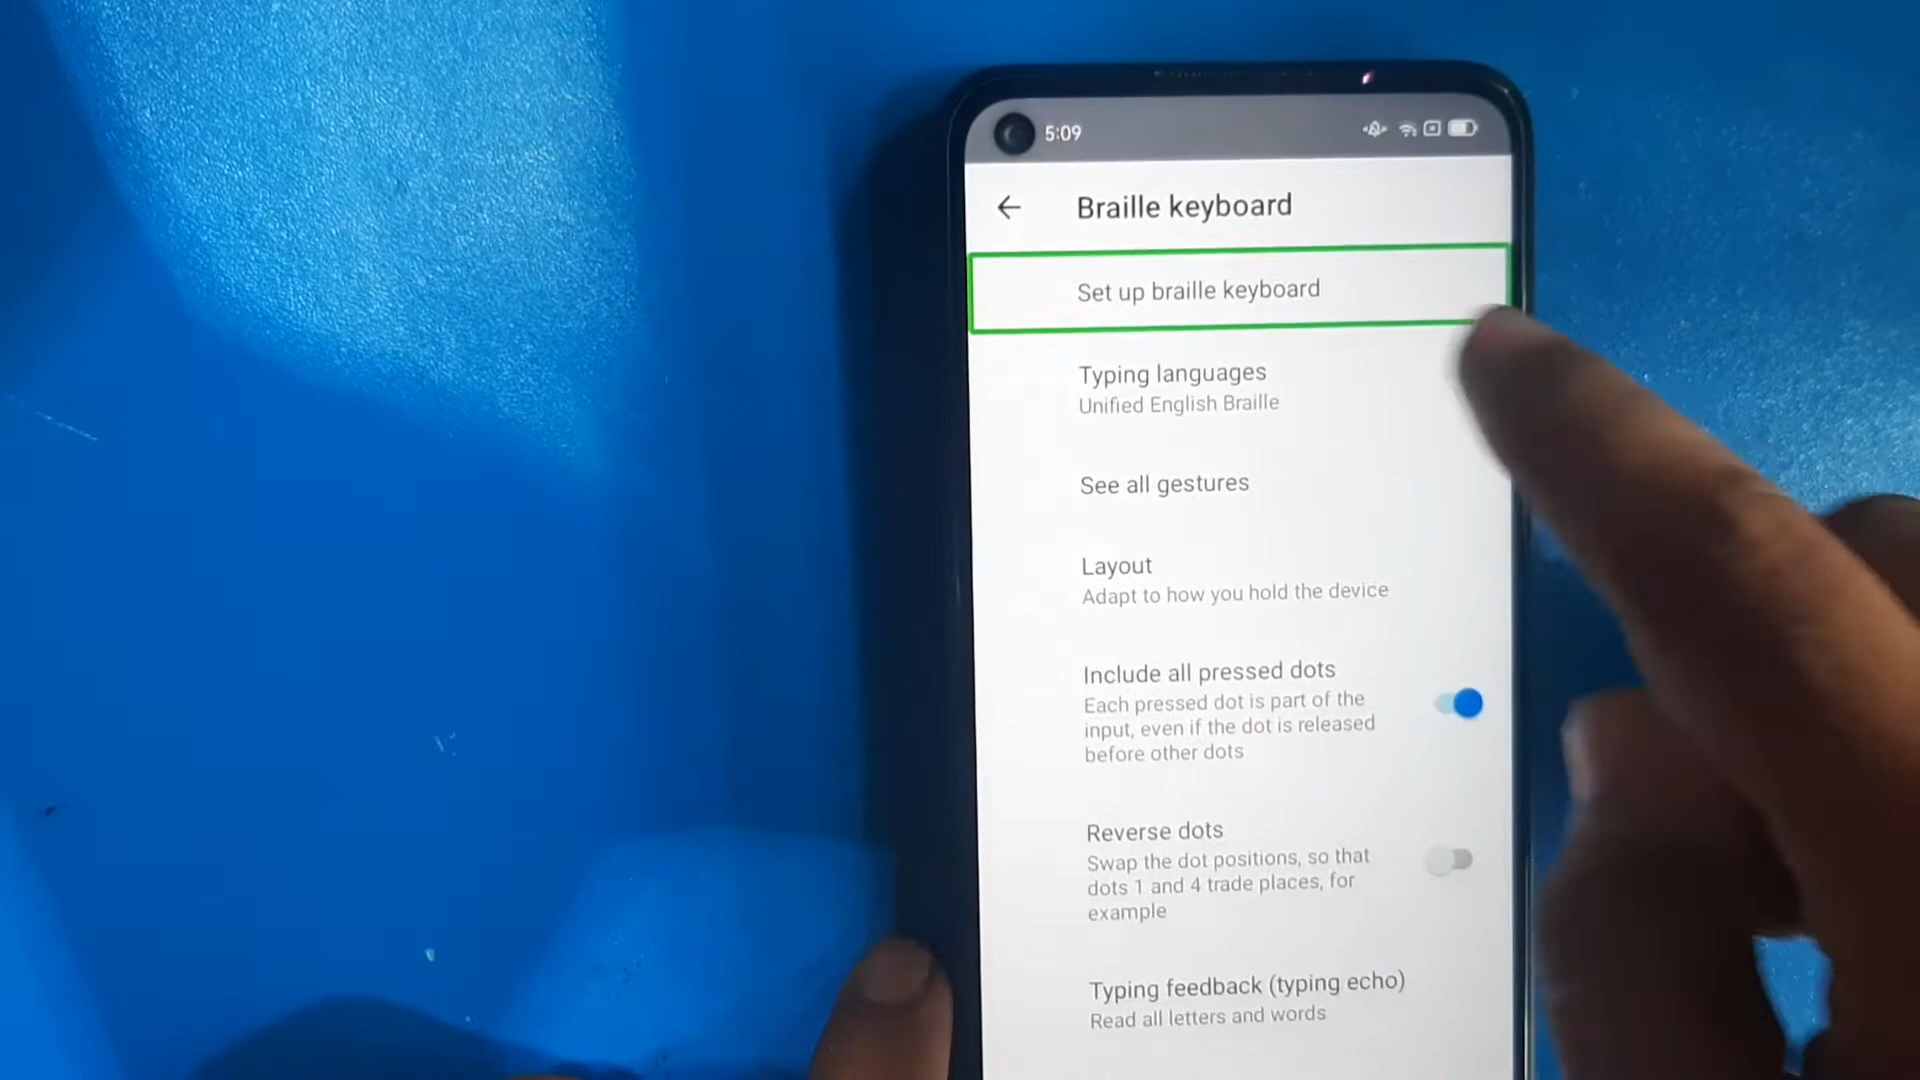 5:09
Braille keyboard
Set up braille keyboard
Typing languages
Unified English Braille
See all gestures
Layout
Adapt to how you hold the device
Include all pressed dots
Each pressed dot is part of the
input, even if the dot is released
before other dots
Reverse dots
Swap the dot positions, so that
dots 1 and 4 trade places, for
example
Typing feedback (typing echo)
Read all letters and words